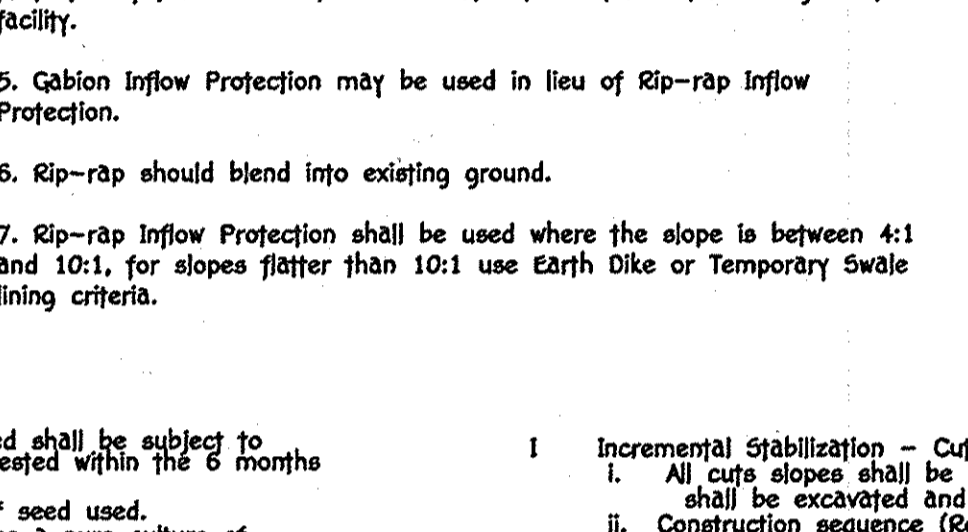 facility.
5. Gabion Inflow Protection may be used in lieu of Rip-rap Inflow
Protection.
6. Rip-rap should blend into existing ground.
7. Rip-rap Inflow Protection shall be used where the slope is between 4:1
and 10:1, for slopes flatter than 10:1 use Earth Dike or Temporary Swale
lining criteria.
shall be subject to
within the 6 months
seed used.
I Incremental Stabilization - Cut
i. All cuts slopes shall be
shall be excavated and
ii. Construction sequence